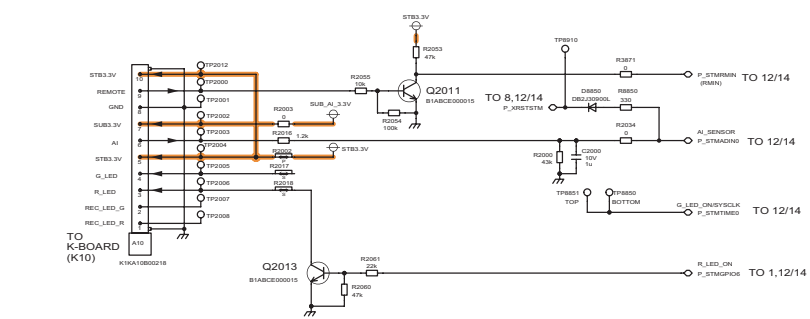 STB3.3V
R2053
47k
TP8910
TP2012
STB3.3V
10
TP2000
REMOTE
9
R2055
10k
Q2011
B1ABCE000015
R3871
0
P_STMRMIN
(RMIN)
TO 12/14
TP2001
GND
8
TP2002
SUB3.3V
7
R2003
0
SUB_AI_3.3V
R2054
100k
TO 8,12/14
P_XRSTSTM
D8850
DB2J30900L
R8850
330
TP2003
AI
6
R2016
1.2k
R2034
0
AI_SENSOR
P_STMADIN0
TO 12/14
TP2004
STB3.3V
5
R2002
P
STB3.3V
R2000
43k
C2000
10V
1u
TP2005
G_LED
4
R2017
S
TP2006
R_LED
3
R2018
S
TP2007
REC_LED_G
2
TP8851
TOP
TP8850
BOTTOM
G_LED_ON/SYSCLK
P_STMTIME0
TO 12/14
TP2008
REC_LED_R
1
TO
K-BOARD
(K10)
A10
K1KA10B00218
Q2013
B1ABCE000015
R2061
22k
R2060
47k
R_LED_ON
P_STMGPIO6
TO 1,12/14